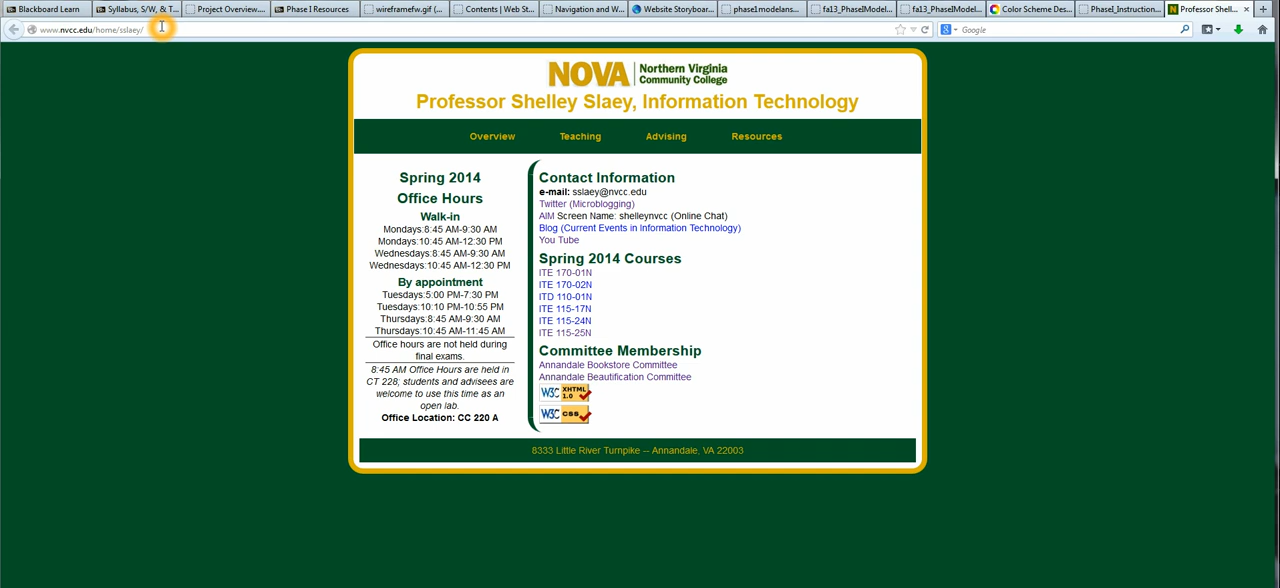 Blackboard Learn
Syllabus, S/W, & T...
Project Overview....
Phase I Resources
wireframefw.gif (...
Contents | Web St...
Navigation and W...
Website Storyboar...
phaseI modelans...
fa13_PhaseIModel...
fa13_PhaseIModel...
Color Scheme Des...
PhaseI_Instruction...
Professor Shell...
www.nvcc.edu/home/sslaey/
Google
NOVA
Northern Virginia
Community College
Professor Shelley Slaey, Information Technology
Overview
Teaching
Advising
Resources
Spring 2014
Office Hours
Walk-in
Mondays:8:45 AM-9:30 AM
Mondays:10:45 AM-12:30 PM
Wednesdays:8:45 AM-9:30 AM
Wednesdays:10:45 AM-12:30 PM
By appointment
Tuesdays:5:00 PM-7:30 PM
Tuesdays:10:10 PM-10:55 PM
Thursdays:8:45 AM-9:30 AM
Thursdays:10:45 AM-11:45 AM
Office hours are not held during
final exams.
8:45 AM Office Hours are held in
CT 228; students and advisees are
welcome to use this time as an
open lab.
Office Location: CC 220 A
Contact Information
e-mail: sslaey@nvcc.edu
Twitter (Microblogging)
AIM Screen Name: shelleynvcc (Online Chat)
Blog (Current Events in Information Technology)
You Tube
Spring 2014 Courses
ITE 170-01N
ITE 170-02N
ITD 110-01N
ITE 115-17N
ITE 115-24N
ITE 115-25N
Committee Membership
Annandale Bookstore Committee
Annandale Beautification Committee
W3C XHTML 1.0
W3C CSS
8333 Little River Turnpike -- Annandale, VA 22003